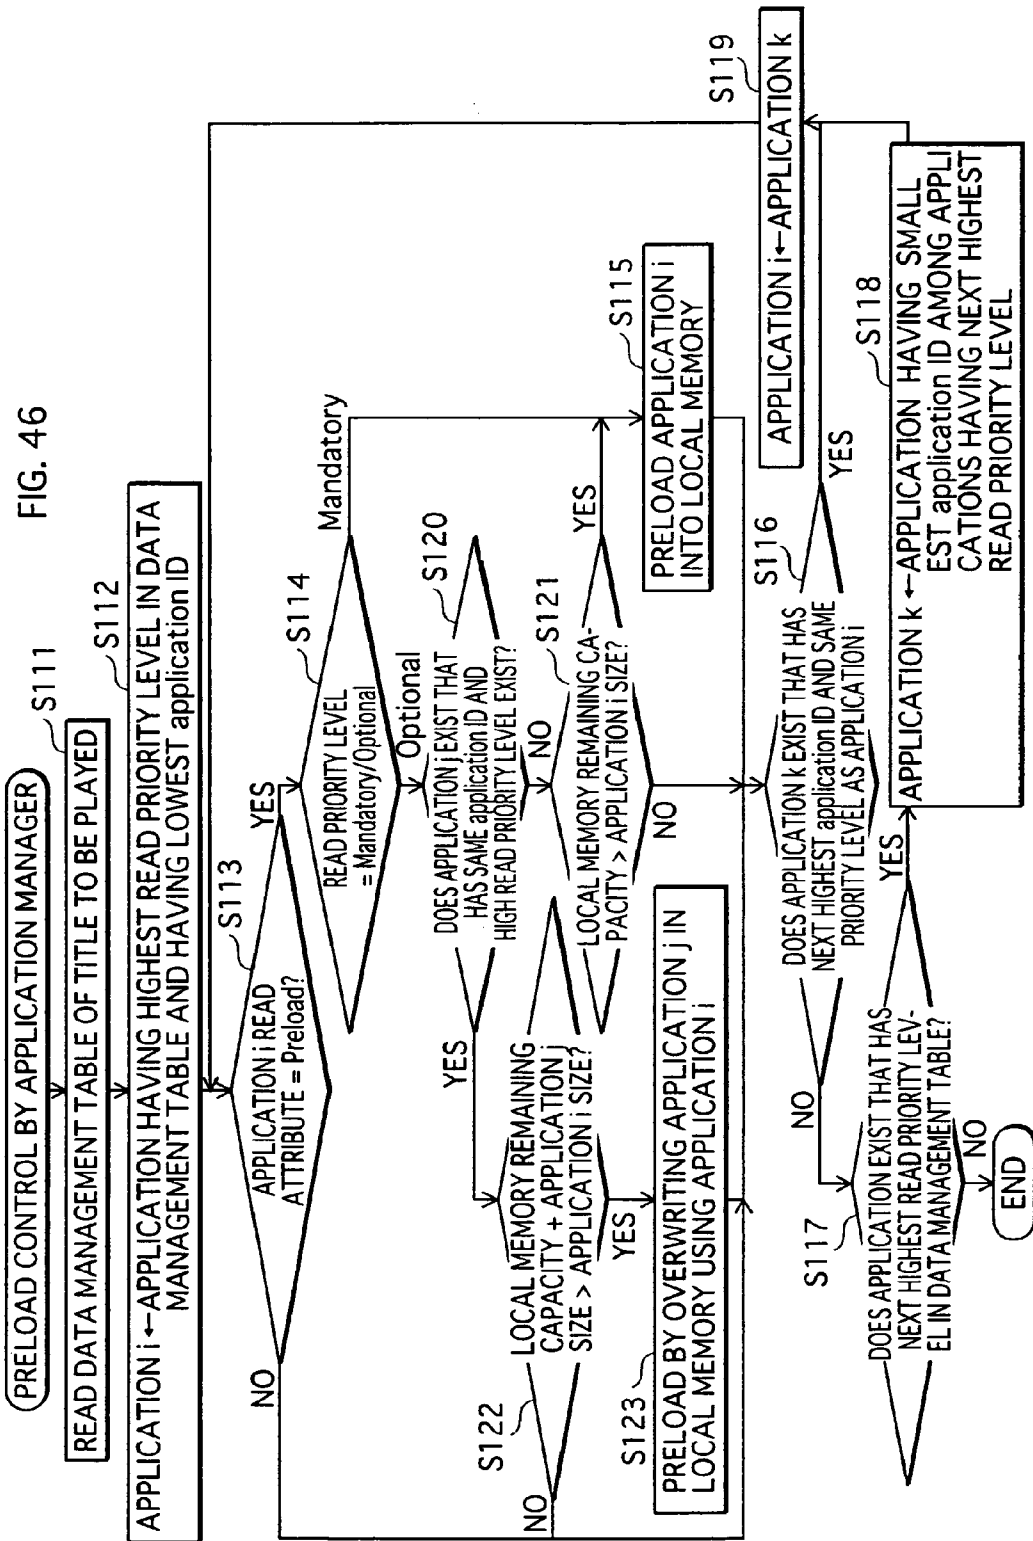 FIG. 46
PRELOAD CONTROL BY APPLICATION MANAGER
S111
READ DATA MANAGEMENT TABLE OF TITLE TO BE PLAYED
S112
APPLICATION i ← APPLICATION HAVING HIGHEST READ PRIORITY LEVEL IN DATA
MANAGEMENT TABLE AND HAVING LOWEST application ID
S113
APPLICATION i READ
ATTRIBUTE = Preload?
YES
NO
S114
READ PRIORITY LEVEL
= Mandatory/Optional
Mandatory
Optional
S120
DOES APPLICATION j EXIST THAT
HAS SAME application ID AND
HIGH READ PRIORITY LEVEL EXIST?
YES
NO
S121
LOCAL MEMORY REMAINING CA-
PACITY > APPLICATION i SIZE?
YES
NO
S115
PRELOAD APPLICATION i
INTO LOCAL MEMORY
S122
LOCAL MEMORY REMAINING
CAPACITY + APPLICATION j
SIZE > APPLICATION i SIZE?
NO
YES
S123
PRELOAD BY OVERWRITING APPLICATION j IN
LOCAL MEMORY USING APPLICATION i
S116
DOES APPLICATION k EXIST THAT HAS
NEXT HIGHEST application ID AND SAME
PRIORITY LEVEL AS APPLICATION i
YES
NO
S117
DOES APPLICATION EXIST THAT HAS
NEXT HIGHEST READ PRIORITY LEV-
EL IN DATA MANAGEMENT TABLE?
YES
NO
S118
APPLICATION k ← APPLICATION HAVING SMALL
EST application ID AMONG APPLI
CATIONS HAVING NEXT HIGHEST
READ PRIORITY LEVEL
S119
APPLICATION i ← APPLICATION k
END